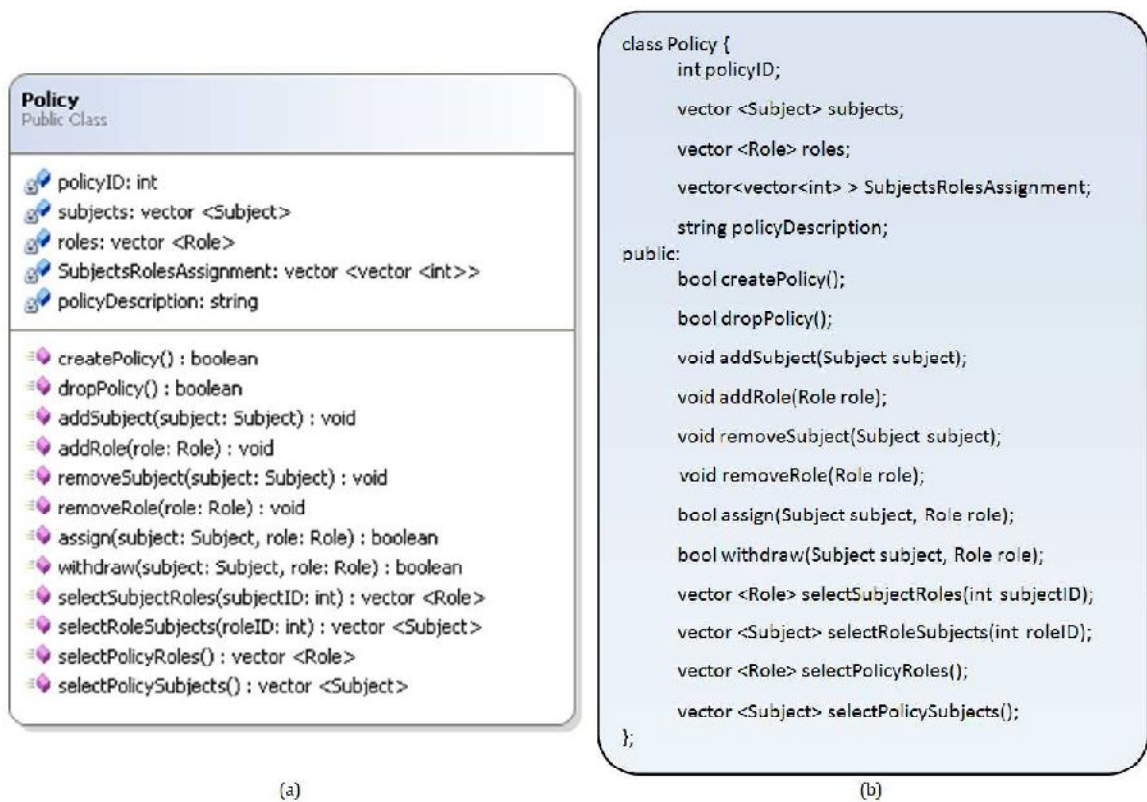 Policy
Public Class
policyID: int
subjects: vector <Subject>
roles: vector <Role>
SubjectsRolesAssignment: vector <vector <int>>
policyDescription: string
createPolicy() : boolean
dropPolicy() : boolean
addSubject(subject: Subject) : void
addRole(role: Role) : void
removeSubject(subject: Subject) : void
removeRole(role: Role) : void
assign(subject: Subject, role: Role) : boolean
withdraw(subject: Subject, role: Role) : boolean
selectSubjectRoles(subjectID: int) : vector <Role>
selectRoleSubjects(roleID: int) : vector <Subject>
selectPolicyRoles() : vector <Role>
selectPolicySubjects() : vector <Subject>
(a)
class Policy {
int policyID;
vector <Subject> subjects;
vector <Role> roles;
vector<vector<int> > SubjectsRolesAssignment;
string policyDescription;
public:
bool createPolicy();
bool dropPolicy();
void addSubject(Subject subject);
void addRole(Role role);
void removeSubject(Subject subject);
void removeRole(Role role);
bool assign(Subject subject, Role role);
bool withdraw(Subject subject, Role role);
vector <Role> selectSubjectRoles(int subjectID);
vector <Subject> selectRoleSubjects(int roleID);
vector <Role> selectPolicyRoles();
vector <Subject> selectPolicySubjects();
};
(b)